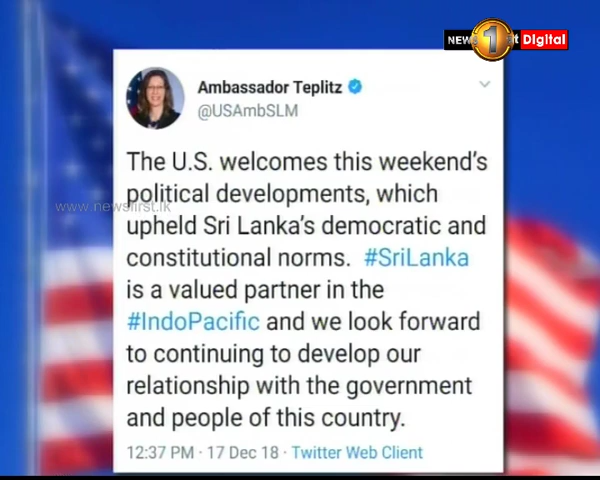 NEWS 1st Digital
Ambassador Teplitz
@USAmbSLM
The U.S. welcomes this weekend's
political developments, which
www.newsfirst.lk
upheld Sri Lanka's democratic and
constitutional norms. #SriLanka
is a valued partner in the
#IndoPacific and we look forward
to continuing to develop our
relationship with the government
and people of this country.
12:37 PM · 17 Dec 18 · Twitter Web Client